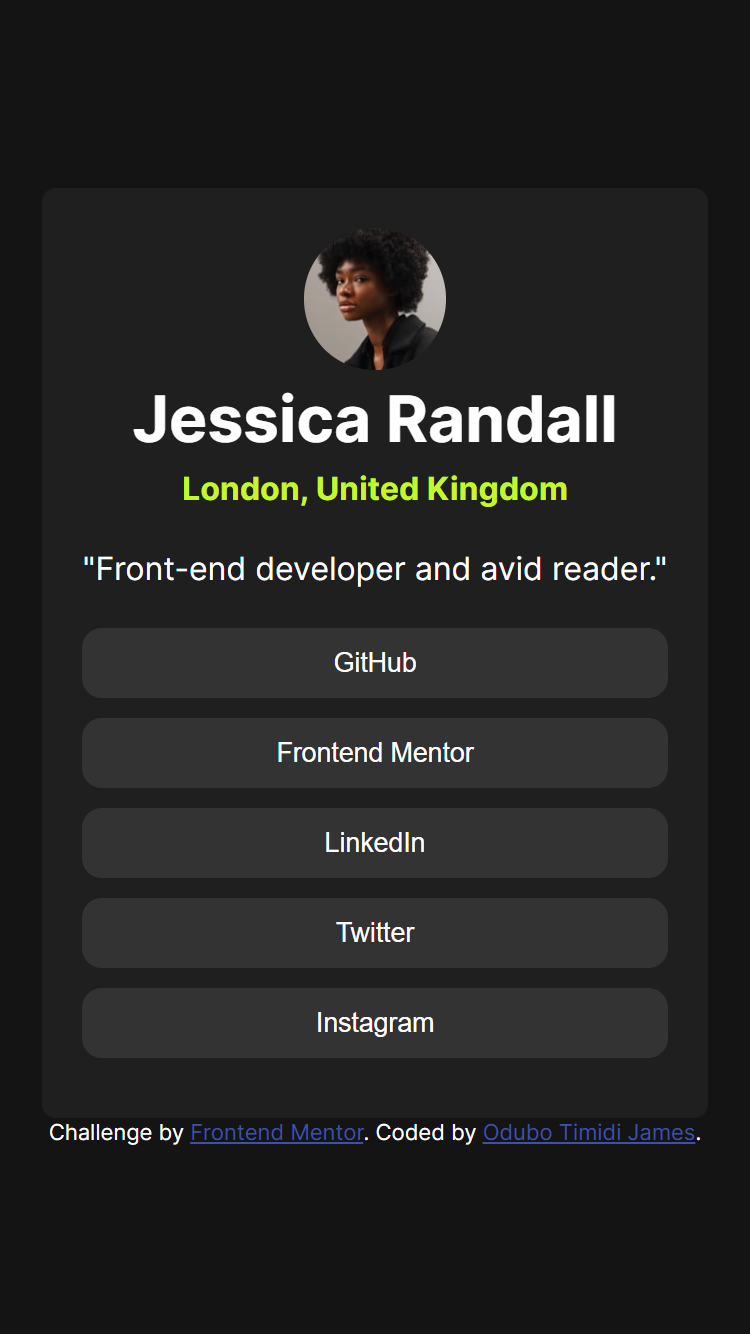 Jessica Randall
London, United Kingdom
"Front-end developer and avid reader."
GitHub
Frontend Mentor
LinkedIn
Twitter
Instagram
Challenge by Frontend Mentor. Coded by Odubo Timidi James.